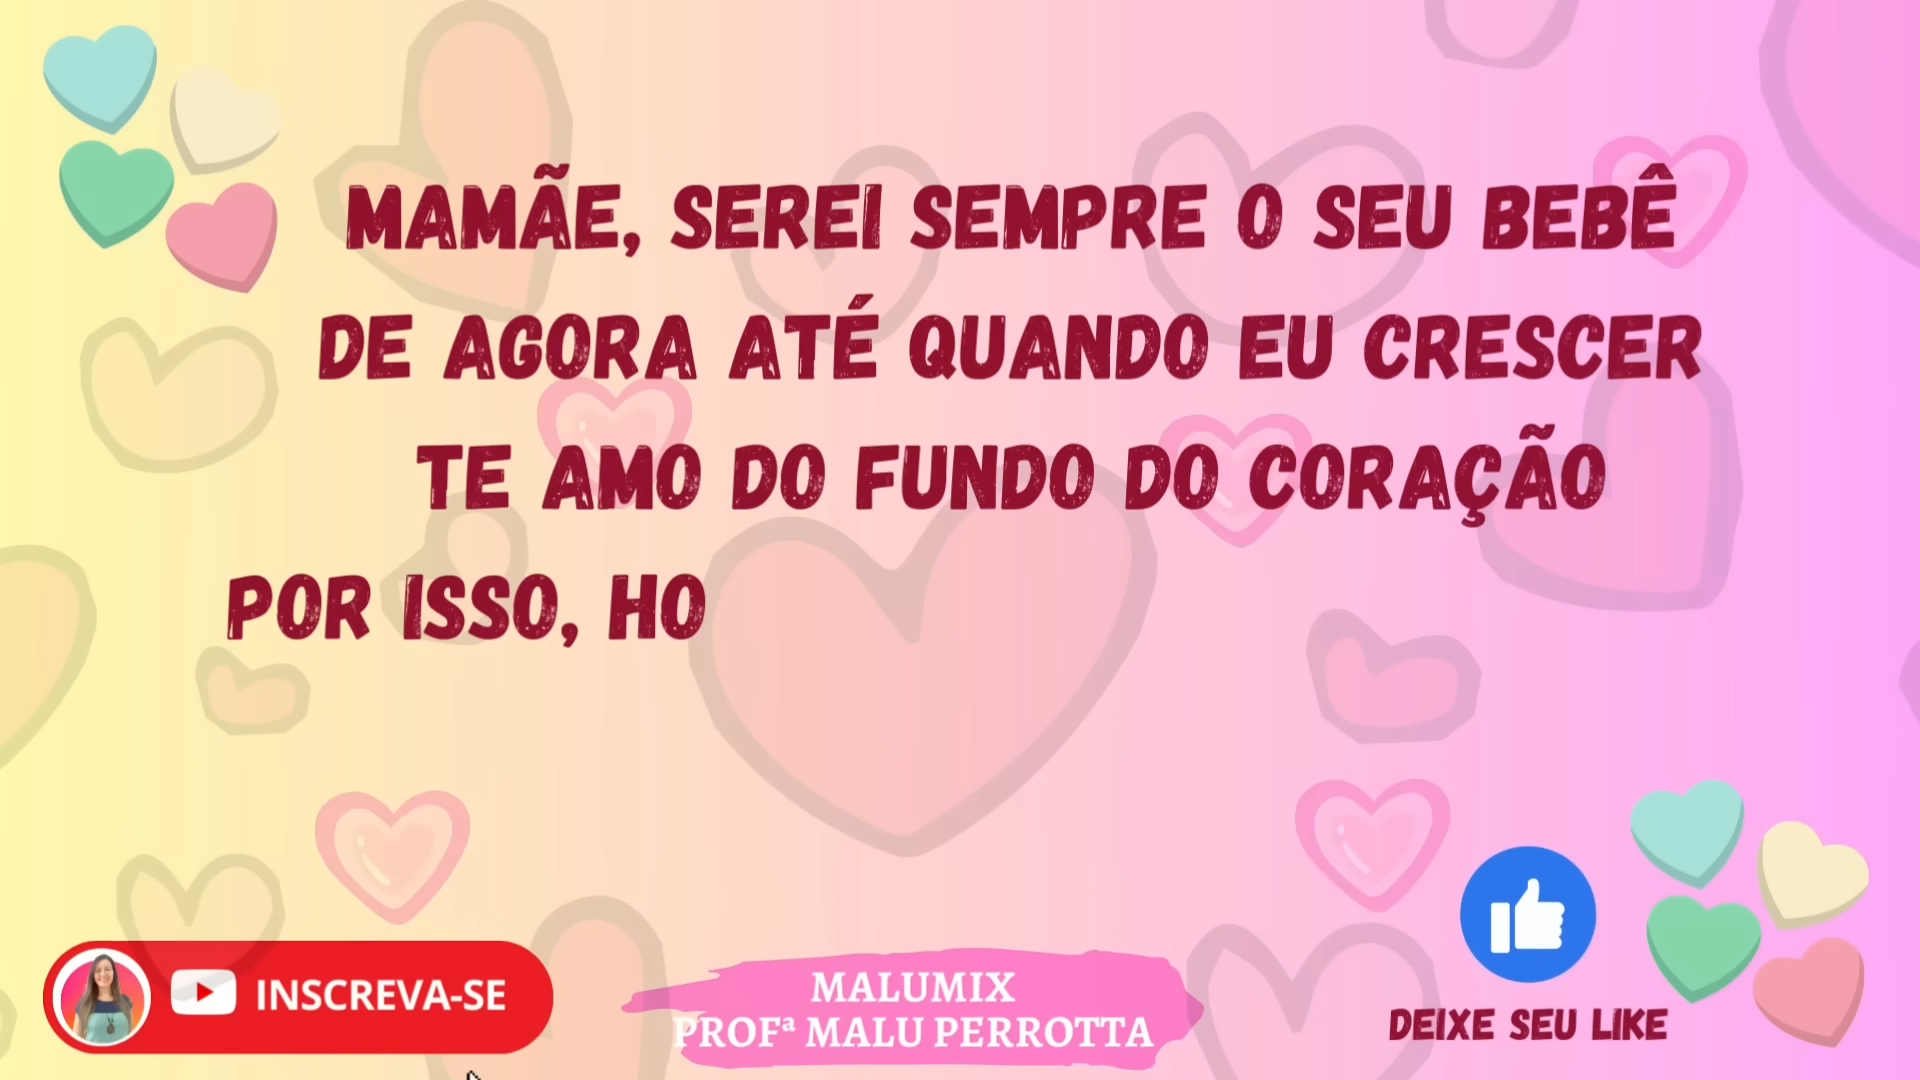 MAMÃE, SEREI SEMPRE O SEU BEBÊ
DE AGORA ATÉ QUANDO EU CRESCER
TE AMO DO FUNDO DO CORAÇÃO
POR ISSO, HO
INSCREVA-SE
MALUMIX
PROFª MALU PERROTTA
DEIXE SEU LIKE